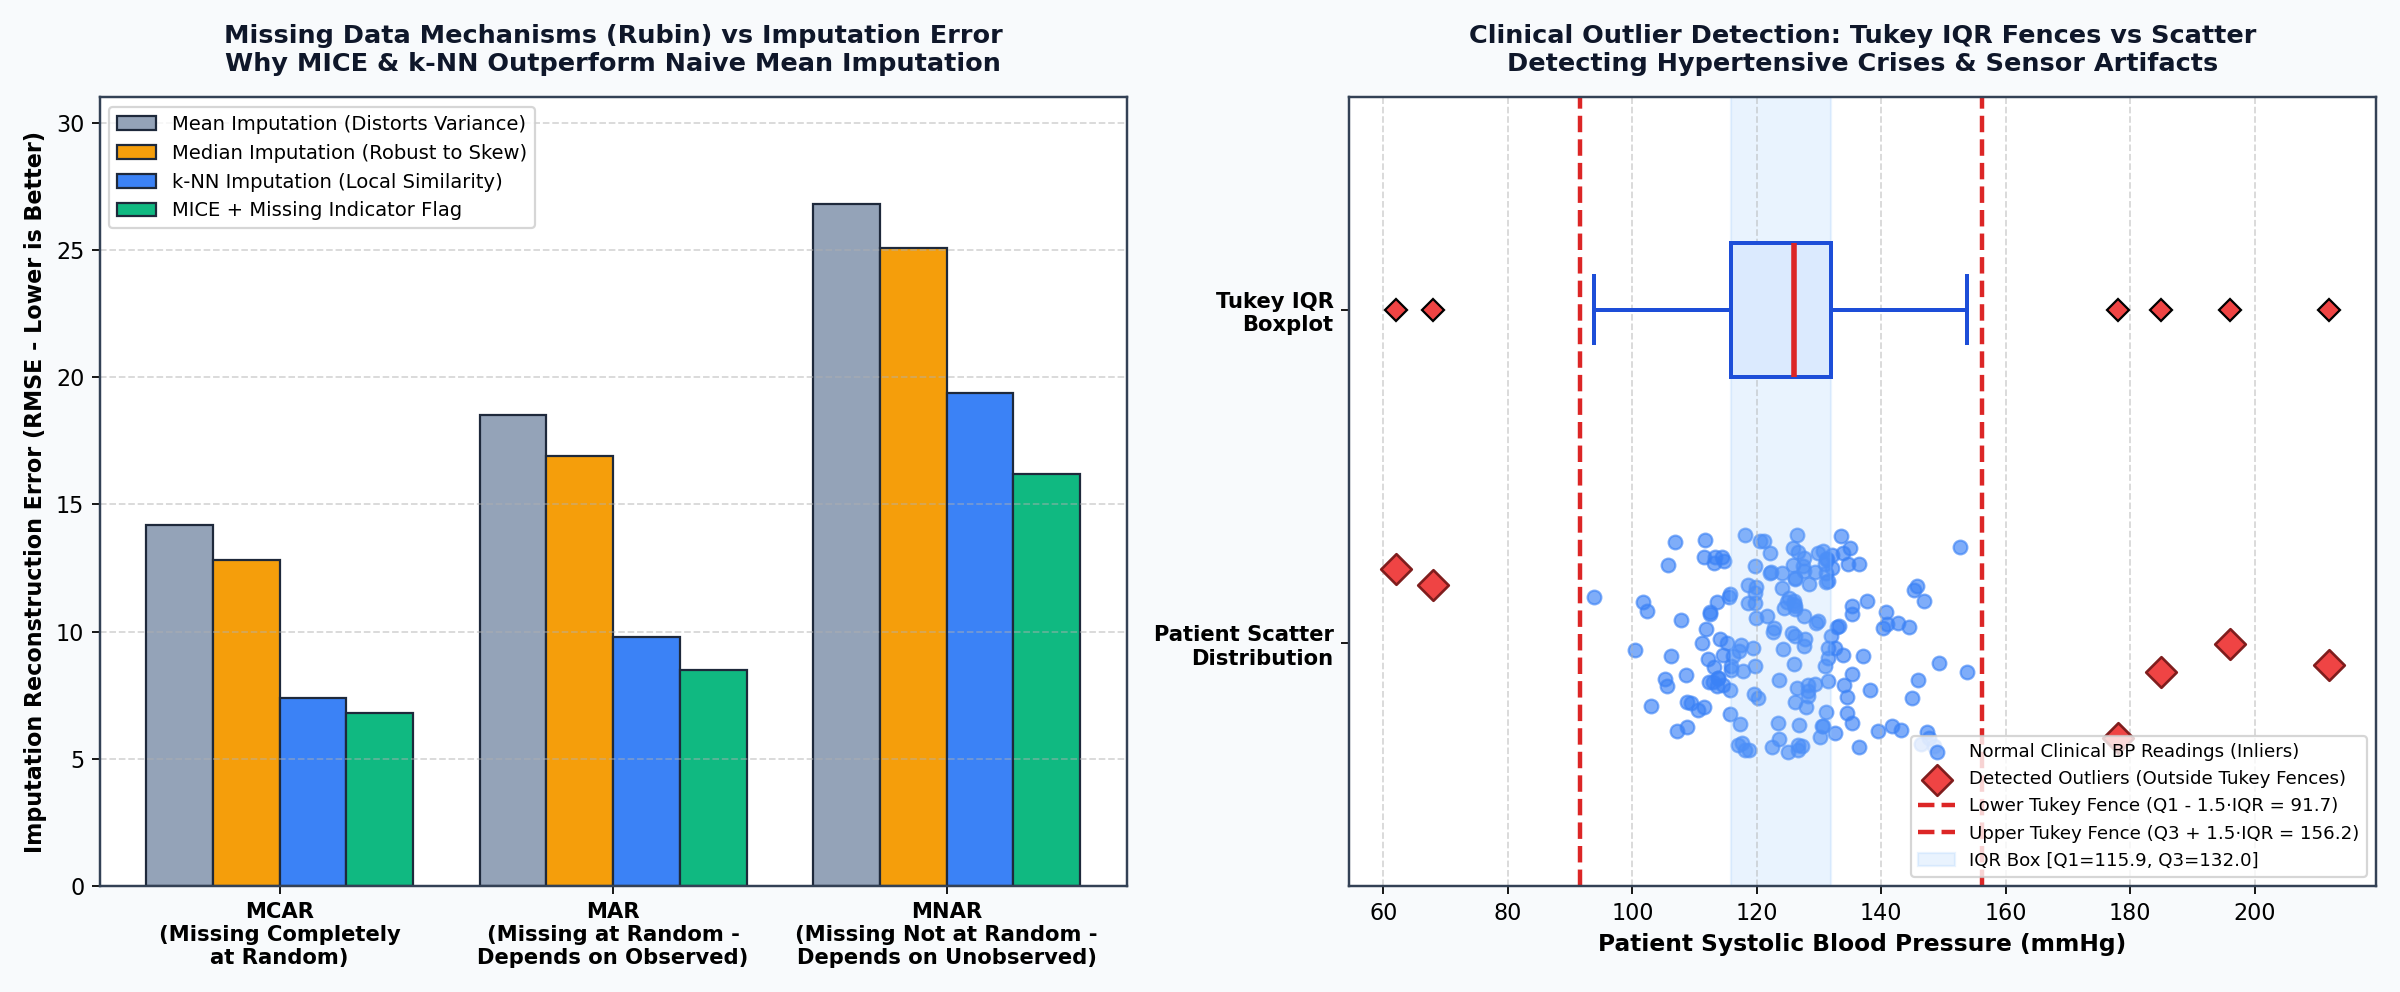 Missing Data Mechanisms (Rubin) vs Imputation Error
Why MICE & k-NN Outperform Naive Mean Imputation
Imputation Reconstruction Error (RMSE - Lower is Better)
30
25
20
15
10
5
0
Mean Imputation (Distorts Variance)
Median Imputation (Robust to Skew)
k-NN Imputation (Local Similarity)
MICE + Missing Indicator Flag
MCAR
(Missing Completely
at Random)
MAR
(Missing at Random -
Depends on Observed)
MNAR
(Missing Not at Random -
Depends on Unobserved)
Clinical Outlier Detection: Tukey IQR Fences vs Scatter
Detecting Hypertensive Crises & Sensor Artifacts
Tukey IQR
Boxplot
Patient Scatter
Distribution
Normal Clinical BP Readings (Inliers)
Detected Outliers (Outside Tukey Fences)
Lower Tukey Fence (Q1 - 1.5·IQR = 91.7)
Upper Tukey Fence (Q3 + 1.5·IQR = 156.2)
IQR Box [Q1=115.9, Q3=132.0]
60 80 100 120 140 160 180 200
Patient Systolic Blood Pressure (mmHg)